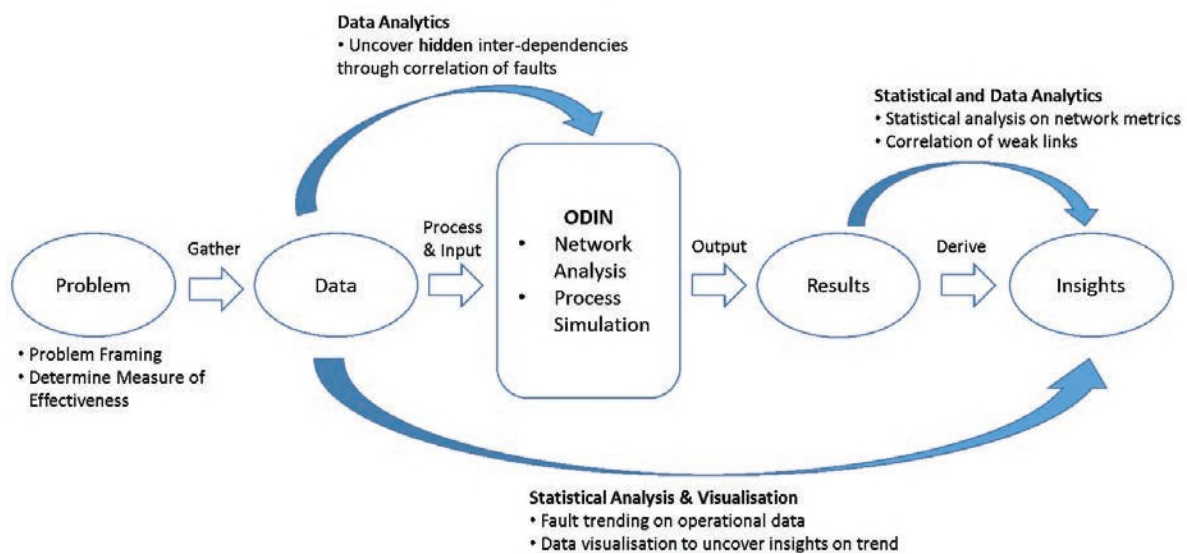 Data Analytics
• Uncover hidden inter-dependencies
through correlation of faults
Statistical and Data Analytics
• Statistical analysis on network metrics
• Correlation of weak links
Problem
Gather
Data
Process
& Input
ODIN
• Network
Analysis
• Process
Simulation
Output
Results
Derive
Insights
• Problem Framing
• Determine Measure of
Effectiveness
Statistical Analysis & Visualisation
• Fault trending on operational data
• Data visualisation to uncover insights on trend